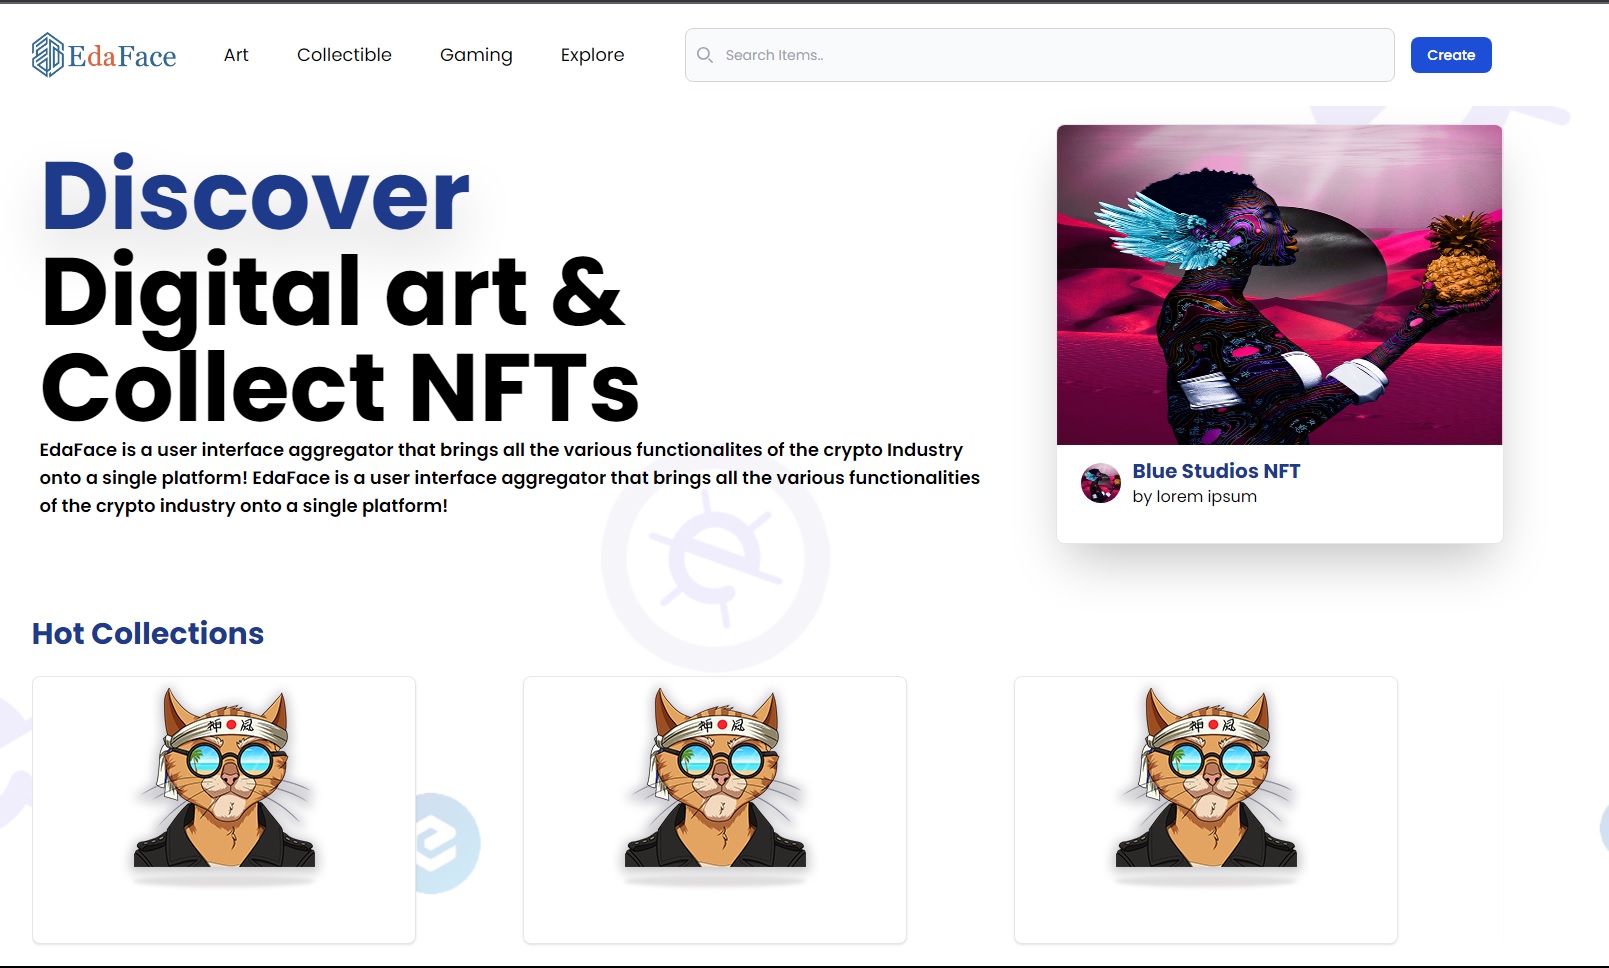 EdaFace
Art
Collectible
Gaming
Explore
Search Items..
Create
Discover
Digital art &
Collect NFTs
EdaFace is a user interface aggregator that brings all the various functionalites of the crypto Industry
onto a single platform! EdaFace is a user interface aggregator that brings all the various functionalities
of the crypto industry onto a single platform!
Blue Studios NFT
by lorem ipsum
Hot Collections
神
神
神